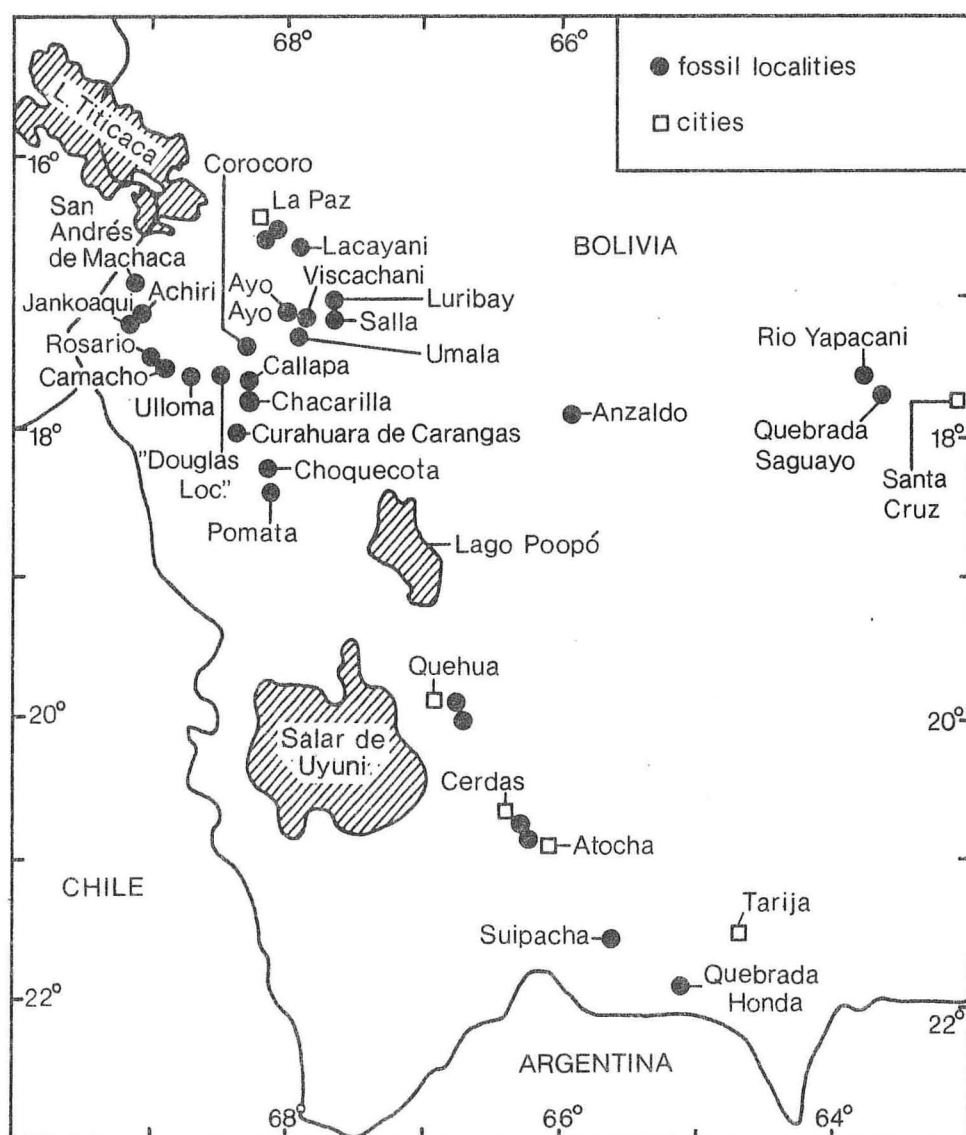 68°
66°
fossil localities
cities
L. Titicaca
16°
Corocoro
La Paz
San
Andrés
de Machaca
Lacayani
BOLIVIA
Viscachani
Jankoaqui
Achiri
Ayo
Ayo
Luribay
Salla
Rosario
Umala
Rio Yapacani
Camacho
Callapa
Ulloma
Chacarilla
Anzaldo
18°
Curahuara de Carangas
Quebrada
Saguayo
18°
"Douglas
Loc."
Choquecota
Santa
Cruz
Pomata
Lago Poopó
Quehua
20°
20°
Salar de
Uyuni
Cerdas
Atocha
CHILE
Tarija
Suipacha
Quebrada
Honda
22°
22°
ARGENTINA
68°
66°
64°